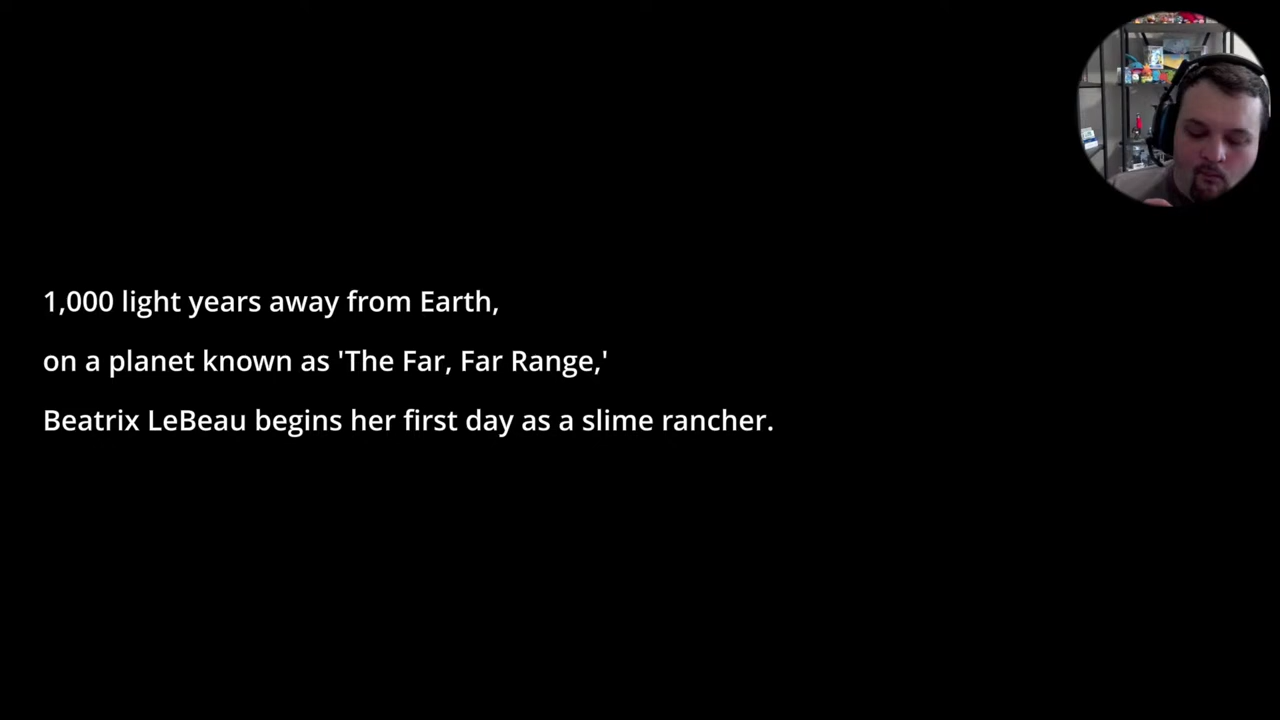 1,000 light years away from Earth,
on a planet known as 'The Far, Far Range,'
Beatrix LeBeau begins her first day as a slime rancher.